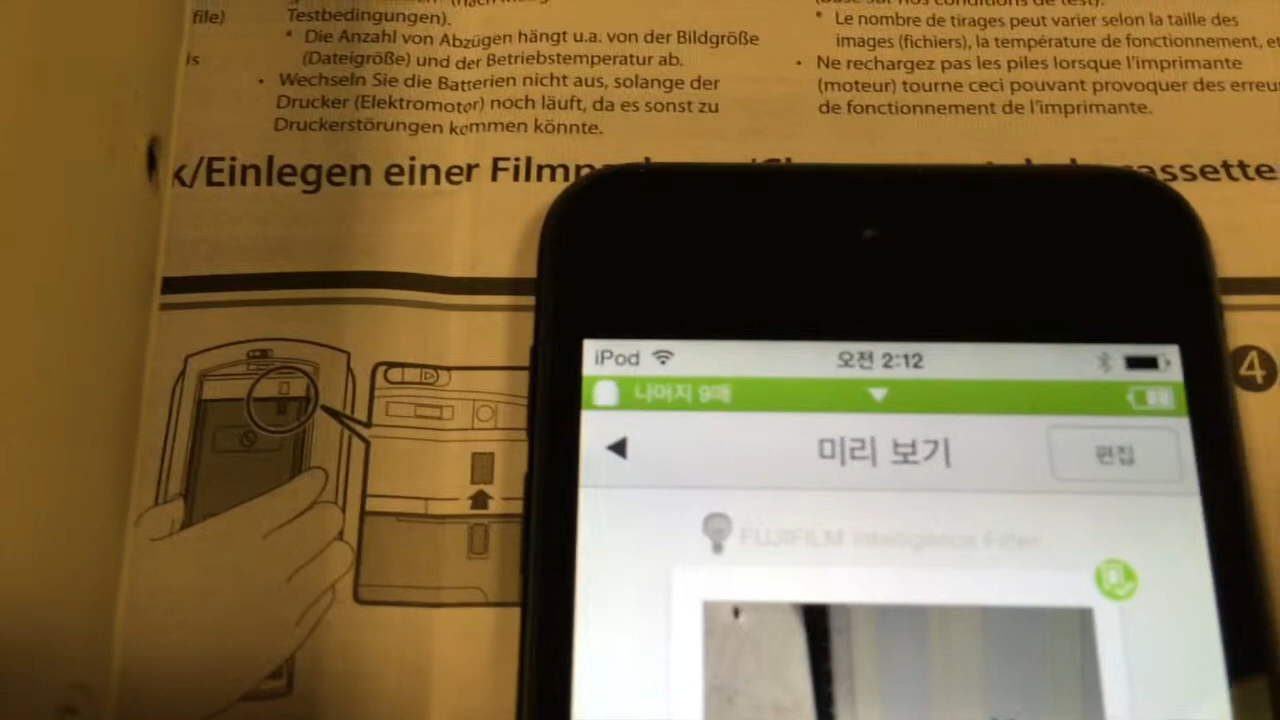 file)
Testbedingungen).
* Die Anzahl von Abzügen hängt u.a. von der Bildgröße
is
(Dateigröße) und der Betriebstemperatur ab.
• Wechseln Sie die Batterien nicht aus, solange der
Drucker (Elektromotor) noch läuft, da es sonst zu
Druckerstörungen kommen könnte.
* Le nombre de tirages peut varier selon la taille des
images (fichiers), la température de fonctionnement, et
• Ne rechargez pas les piles lorsque l'imprimante
(moteur) tourne ceci pouvant provoquer des erreu
de fonctionnement de l'imprimante.
k/Einlegen einer Filmp
assette
4
iPod 오전 2:12
나머지 9매
미리 보기 편집
FUJIFILM Intelligence Filter